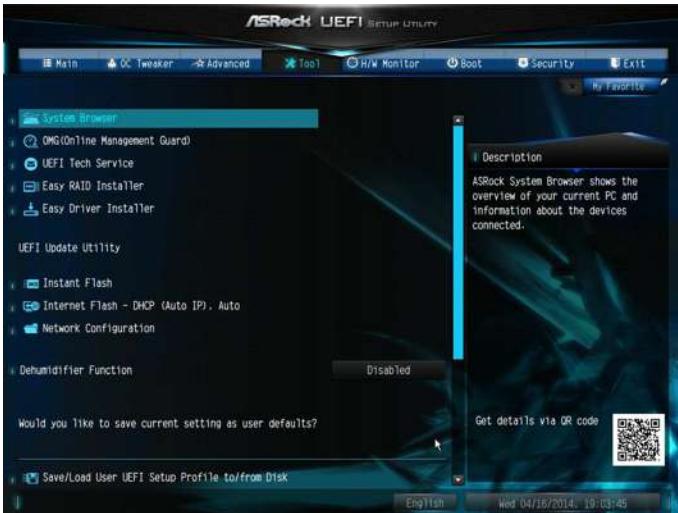 ASRock UEFI SETUP UTILITY
Main OC Tweaker Advanced Tool H/W Monitor Boot Security Exit
My Favorite
System Browser
OMG(Online Management Guard)
UEFI Tech Service
Easy RAID Installer
Easy Driver Installer
UEFI Update Utility
Instant Flash
Internet Flash - DHCP (Auto IP), Auto
Network Configuration
Dehumidifier Function Disabled
Would you like to save current setting as user defaults?
Save/Load User UEFI Setup Profile to/from Disk
Description
ASRock System Browser shows the
overview of your current PC and
information about the devices
connected.
Get details via QR code
English Wed 04/16/2014, 19:03:45